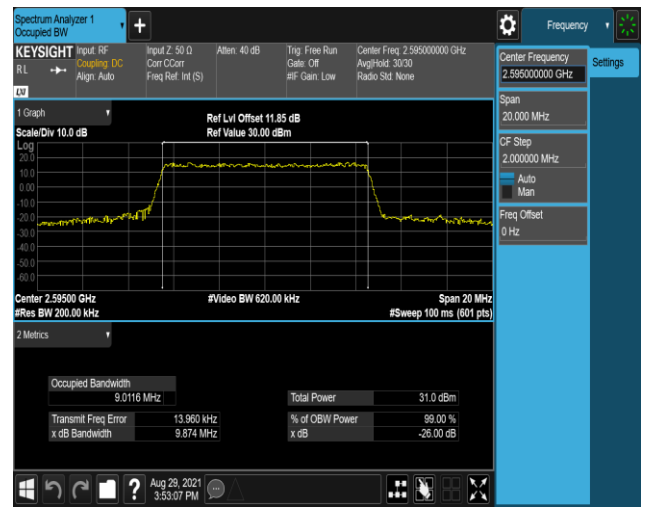 Spectrum Analyzer 1
Occupied BW
Frequency
KEYSIGHT Input: RF Input Z: 50 Ω Atten: 40 dB Trig: Free Run Center Freq: 2.595000000 GHz
RL Coupling: DC Corr CCorr Gate: Off Avg|Hold: 30/30
Align: Auto Freq Ref: Int (S) #IF Gain: Low Radio Std: None
LXI
Center Frequency
2.595000000 GHz
Settings
Span
20.000 MHz
CF Step
2.000000 MHz
Auto
Man
Freq Offset
0 Hz
1 Graph
Ref Lvl Offset 11.85 dB
Scale/Div 10.0 dB Ref Value 30.00 dBm
Log
20.0
10.0
0.00
-10.0
-20.0
-30.0
-40.0
-50.0
-60.0
Center 2.59500 GHz #Video BW 620.00 kHz Span 20 MHz
#Res BW 200.00 kHz #Sweep 100 ms (601 pts)
2 Metrics
Occupied Bandwidth
9.0116 MHz Total Power 31.0 dBm
Transmit Freq Error 13.960 kHz % of OBW Power 99.00 %
x dB Bandwidth 9.874 MHz x dB -26.00 dB
? Aug 29, 2021
3:53:07 PM